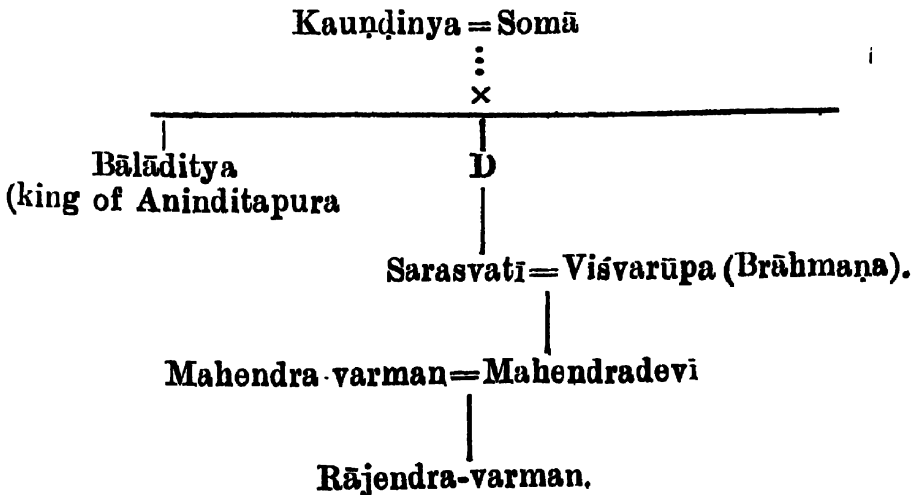 Kauṇḍinya = Somā
×
Bālāditya
D
(king of Aninditapura
Sarasvatī = Viśvarūpa (Brāhmaṇa).
Mahendra-varman = Mahendradevī
Rājendra-varman.